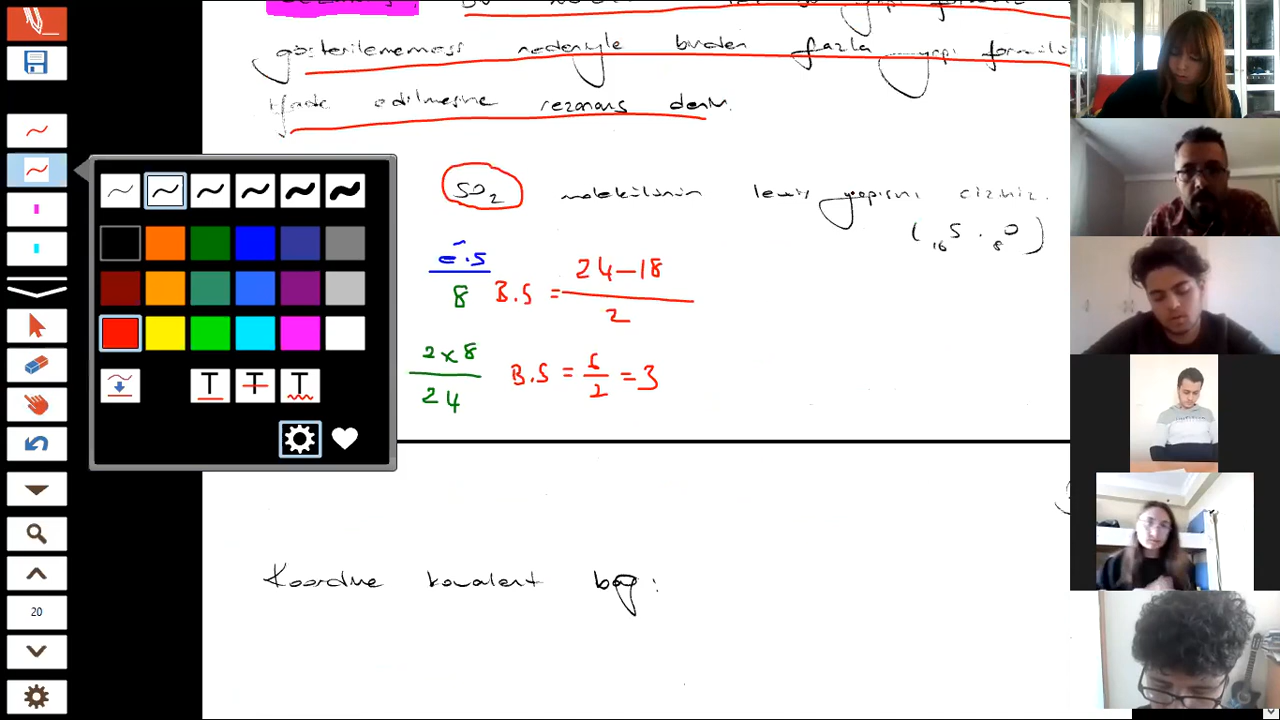 gösterilememesi nedeniyle birden fazla yapı formülü
ifade edilmesine rezonans denir.
SO2 molekülünün lewis yapısını çiziniz.
(16S, 8O)
e-.S
8
B.S = 24-18
2
2x8
24
B.S = 6/2 = 3
Koordine kovalent bağ:
T T T
20